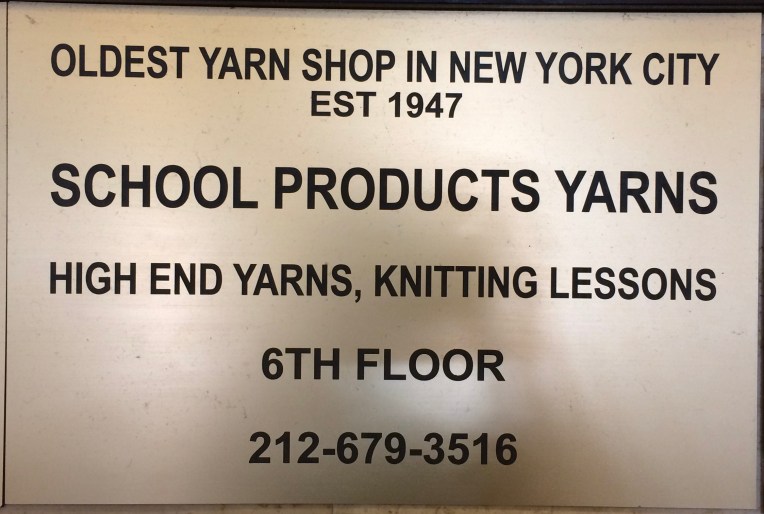 OLDEST YARN SHOP IN NEW YORK CITY
EST 1947
SCHOOL PRODUCTS YARNS
HIGH END YARNS, KNITTING LESSONS
6TH FLOOR
212-679-3516